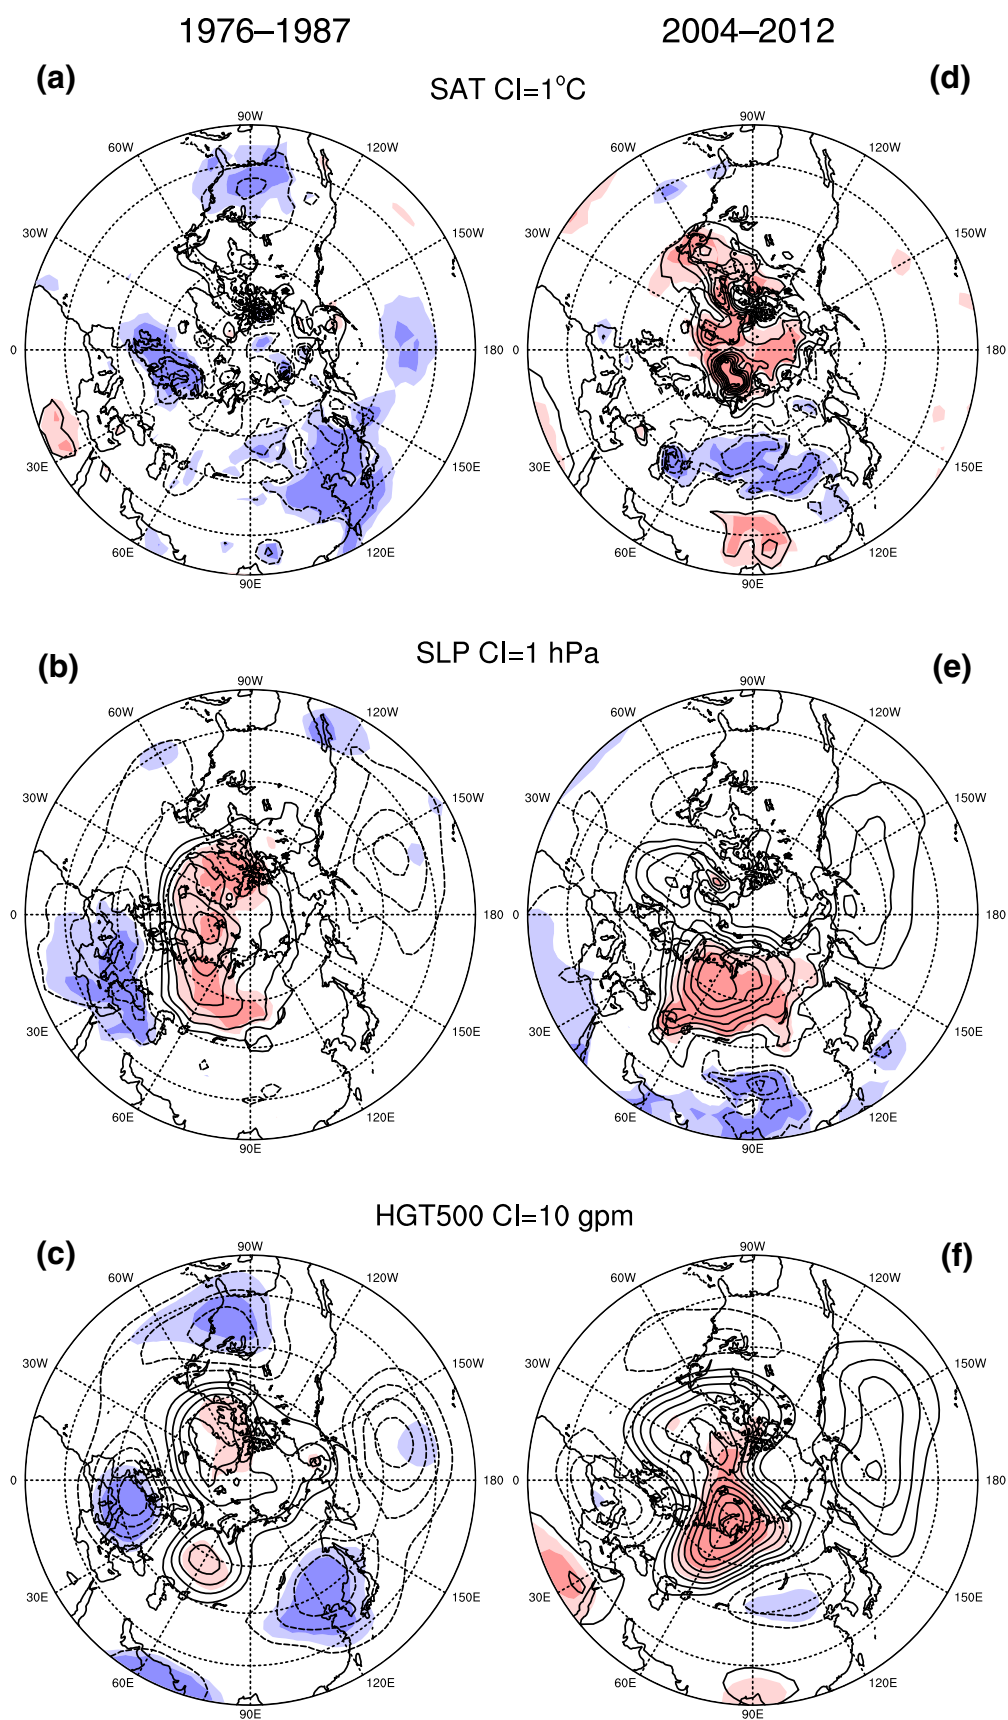 1976–1987 2004–2012
(a) SAT CI=1°C (d)
90W 90W
60W 120W 60W 120W
30W 150W 30W 150W
0 180 0 180
30E 150E 30E 150E
60E 120E 60E 120E
90E 90E
(b) SLP CI=1 hPa (e)
90W 90W
60W 120W 60W 120W
30W 150W 30W 150W
0 180 0 180
30E 150E 30E 150E
60E 120E 60E 120E
90E 90E
HGT500 CI=10 gpm
(c) (f)
90W 90W
60W 120W 60W 120W
30W 150W 30W 150W
0 180 0 180
30E 150E 30E 150E
60E 120E 60E 120E
90E 90E